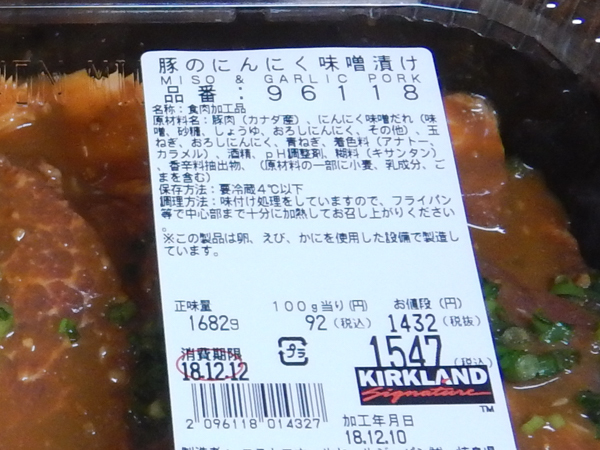 豚のにんにく味噌漬け
MISO & GARLIC PORK
品番:96118
名称:食肉加工品
原材料名:豚肉(カナダ産)、にんにく味噌だれ(味
噌、砂糖、しょうゆ、おろしにんにく、その他)、玉
ねぎ、おろしにんにく、青ねぎ、着色料(アナトー、
カラメル)、酒精、pH調整剤、糊料(キサンタン)
、香辛料抽出物、(原材料の一部に小麦、乳成分、ご
まを含む)
保存方法:要冷蔵4℃以下
調理方法:味付け処理をしていますので、フライパン
等で中心部まで十分に加熱してお召し上がりください
。
※この製品は卵、えび、かにを使用した設備で製造し
ています。
正味量 100g当り(円) お値段(円)
1682g 92(税込) 1432(税抜)
消費期限 プラ 1547(税込)
18.12.12
KIRKLAND
Signature™
2 096118 014327
加工年月日
18.12.10